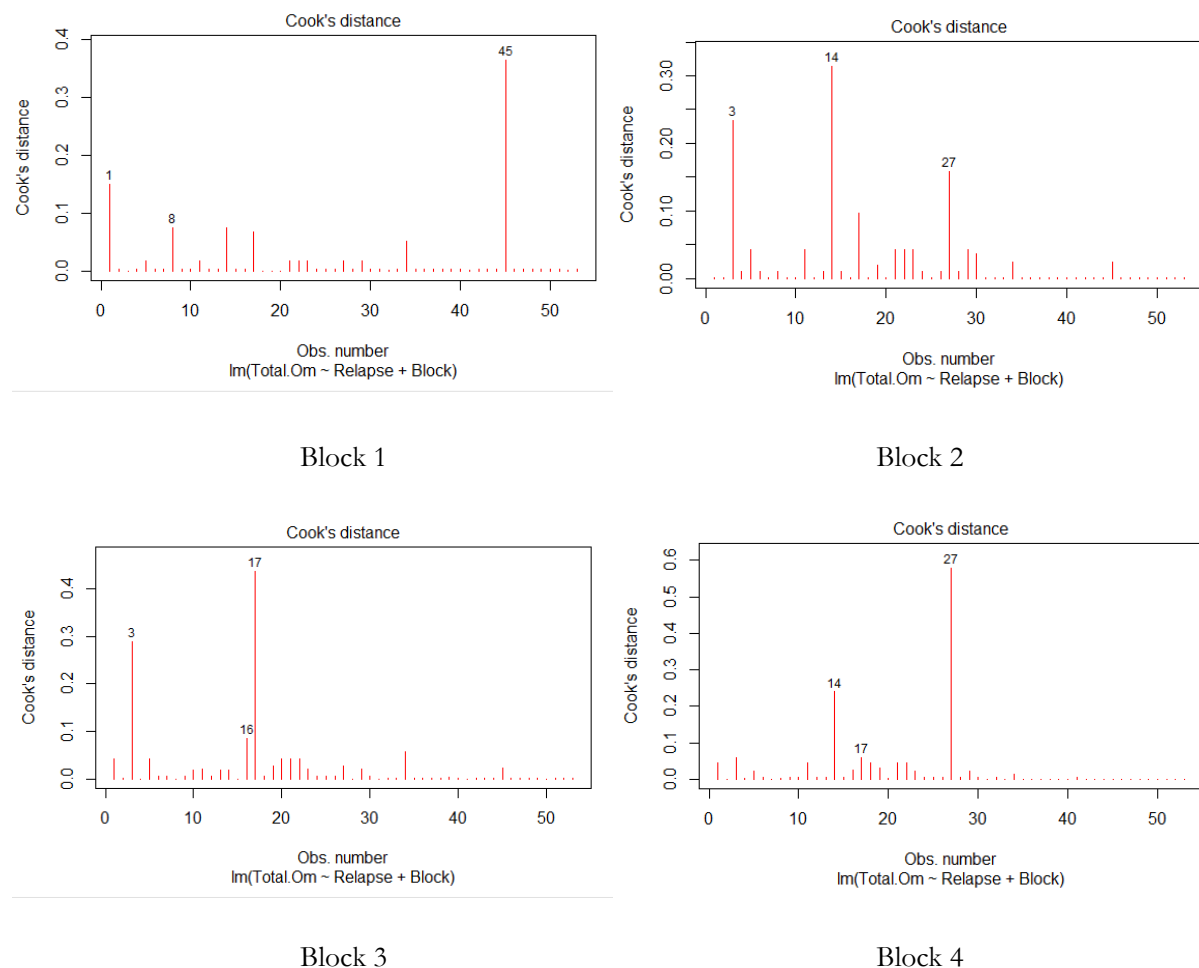 Cook's distance
Cook's distance
0.0 0.1 0.2 0.3 0.4
1
8
45
0 10 20 30 40 50
Obs. number
lm(Total.Om ~ Relapse + Block)
Block 1
Cook's distance
Cook's distance
0.00 0.10 0.20 0.30
3
14
27
0 10 20 30 40 50
Obs. number
lm(Total.Om ~ Relapse + Block)
Block 2
Cook's distance
Cook's distance
0.0 0.1 0.2 0.3 0.4
3
16
17
0 10 20 30 40 50
Obs. number
lm(Total.Om ~ Relapse + Block)
Block 3
Cook's distance
Cook's distance
0.0 0.1 0.2 0.3 0.4 0.5 0.6
14
17
27
0 10 20 30 40 50
Obs. number
lm(Total.Om ~ Relapse + Block)
Block 4